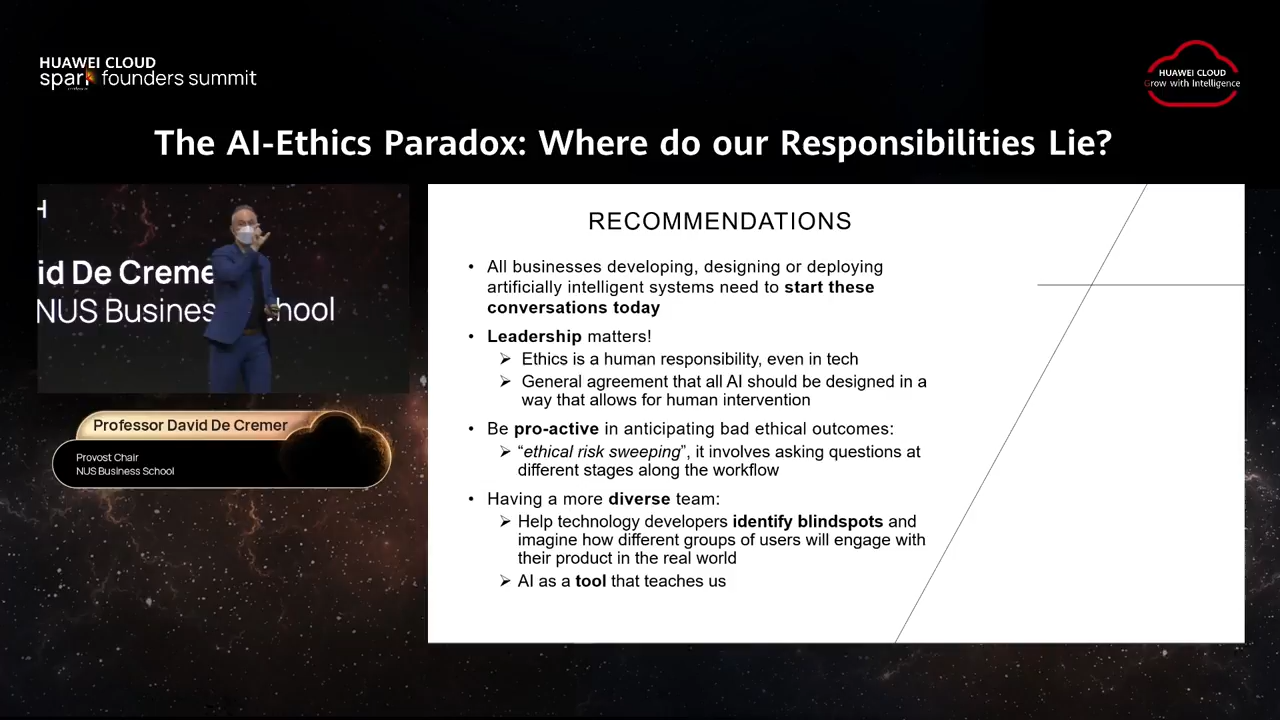 HUAWEI CLOUD
spark founders summit
HUAWEI CLOUD
Grow with Intelligence
The AI-Ethics Paradox: Where do our Responsibilities Lie?
H
id De Creme
NUS Business School
Professor David De Cremer
Provost Chair
NUS Business School
RECOMMENDATIONS
• All businesses developing, designing or deploying
artificially intelligent systems need to start these
conversations today
• Leadership matters!
➢ Ethics is a human responsibility, even in tech
➢ General agreement that all AI should be designed in a
way that allows for human intervention
• Be pro-active in anticipating bad ethical outcomes:
➢ “ethical risk sweeping”, it involves asking questions at
different stages along the workflow
• Having a more diverse team:
➢ Help technology developers identify blindspots and
imagine how different groups of users will engage with
their product in the real world
➢ AI as a tool that teaches us